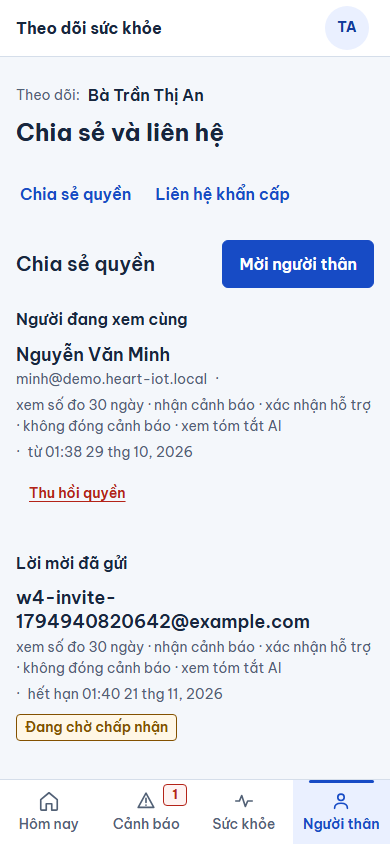 Theo dõi sức khỏe
TA
Theo dõi: Bà Trần Thị An
Chia sẻ và liên hệ
Chia sẻ quyền
Liên hệ khẩn cấp
Chia sẻ quyền
Mời người thân
Người đang xem cùng
Nguyễn Văn Minh
minh@demo.heart-iot.local ·
xem số đo 30 ngày · nhận cảnh báo · xác nhận hỗ trợ
· không đóng cảnh báo · xem tóm tắt AI
· từ 01:38 29 thg 10, 2026
Thu hồi quyền
Lời mời đã gửi
w4-invite-
1794940820642@example.com
xem số đo 30 ngày · nhận cảnh báo · xác nhận hỗ trợ
· không đóng cảnh báo · xem tóm tắt AI
· hết hạn 01:40 21 thg 11, 2026
Đang chờ chấp nhận
1
Hôm nay
Cảnh báo
Sức khỏe
Người thân